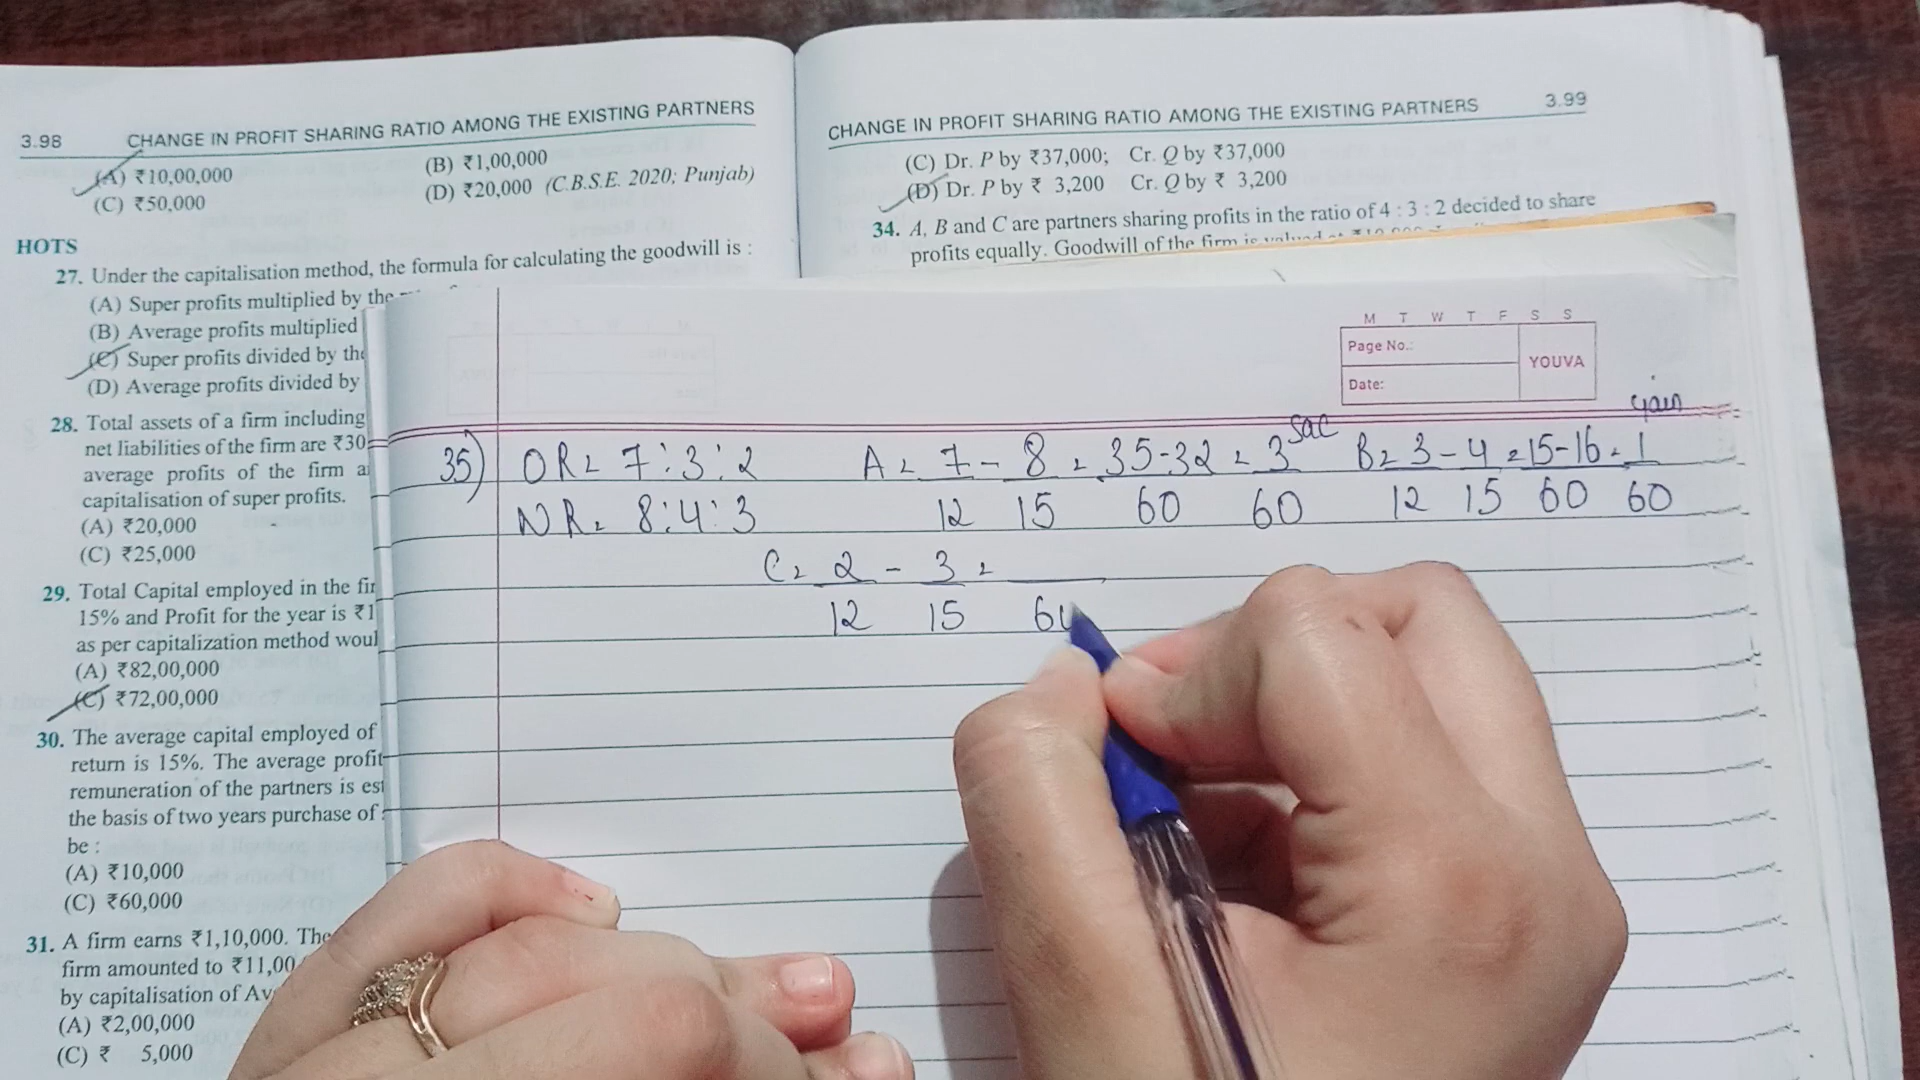 3.98 CHANGE IN PROFIT SHARING RATIO AMONG THE EXISTING PARTNERS
(A) ₹10,00,000 (B) ₹1,00,000
(C) ₹50,000 (D) ₹20,000 (C.B.S.E. 2020; Punjab)
HOTS
27. Under the capitalisation method, the formula for calculating the goodwill is :
(A) Super profits multiplied by the
(B) Average profits multiplied
(C) Super profits divided by the
(D) Average profits divided by
28. Total assets of a firm including
net liabilities of the firm are ₹30
average profits of the firm a
capitalisation of super profits.
(A) ₹20,000
(C) ₹25,000
29. Total Capital employed in the fir
15% and Profit for the year is ₹1
as per capitalization method woul
(A) ₹82,00,000
(C) ₹72,00,000
30. The average capital employed of
return is 15%. The average profit
remuneration of the partners is est
the basis of two years purchase of
be :
(A) ₹10,000
(C) ₹60,000
31. A firm earns ₹1,10,000. The
firm amounted to ₹11,00
by capitalisation of Av
(A) ₹2,00,000
(C) ₹ 5,000
CHANGE IN PROFIT SHARING RATIO AMONG THE EXISTING PARTNERS 3.99
(C) Dr. P by ₹37,000; Cr. Q by ₹37,000
(D) Dr. P by ₹ 3,200 Cr. Q by ₹ 3,200
34. A, B and C are partners sharing profits in the ratio of 4 : 3 : 2 decided to share
profits equally. Goodwill of the firm is valued at
M T W T F S S
Page No.:
YOUVA
Date:
35) OR = 7:3:2 A = 7 - 8 = 35-32 = 3 sac B = 3 - 4 = 15-16 = 1 gain
NR = 8:4:3 12 15 60 60 12 15 60 60
C = 2 - 3 =
12 15 60